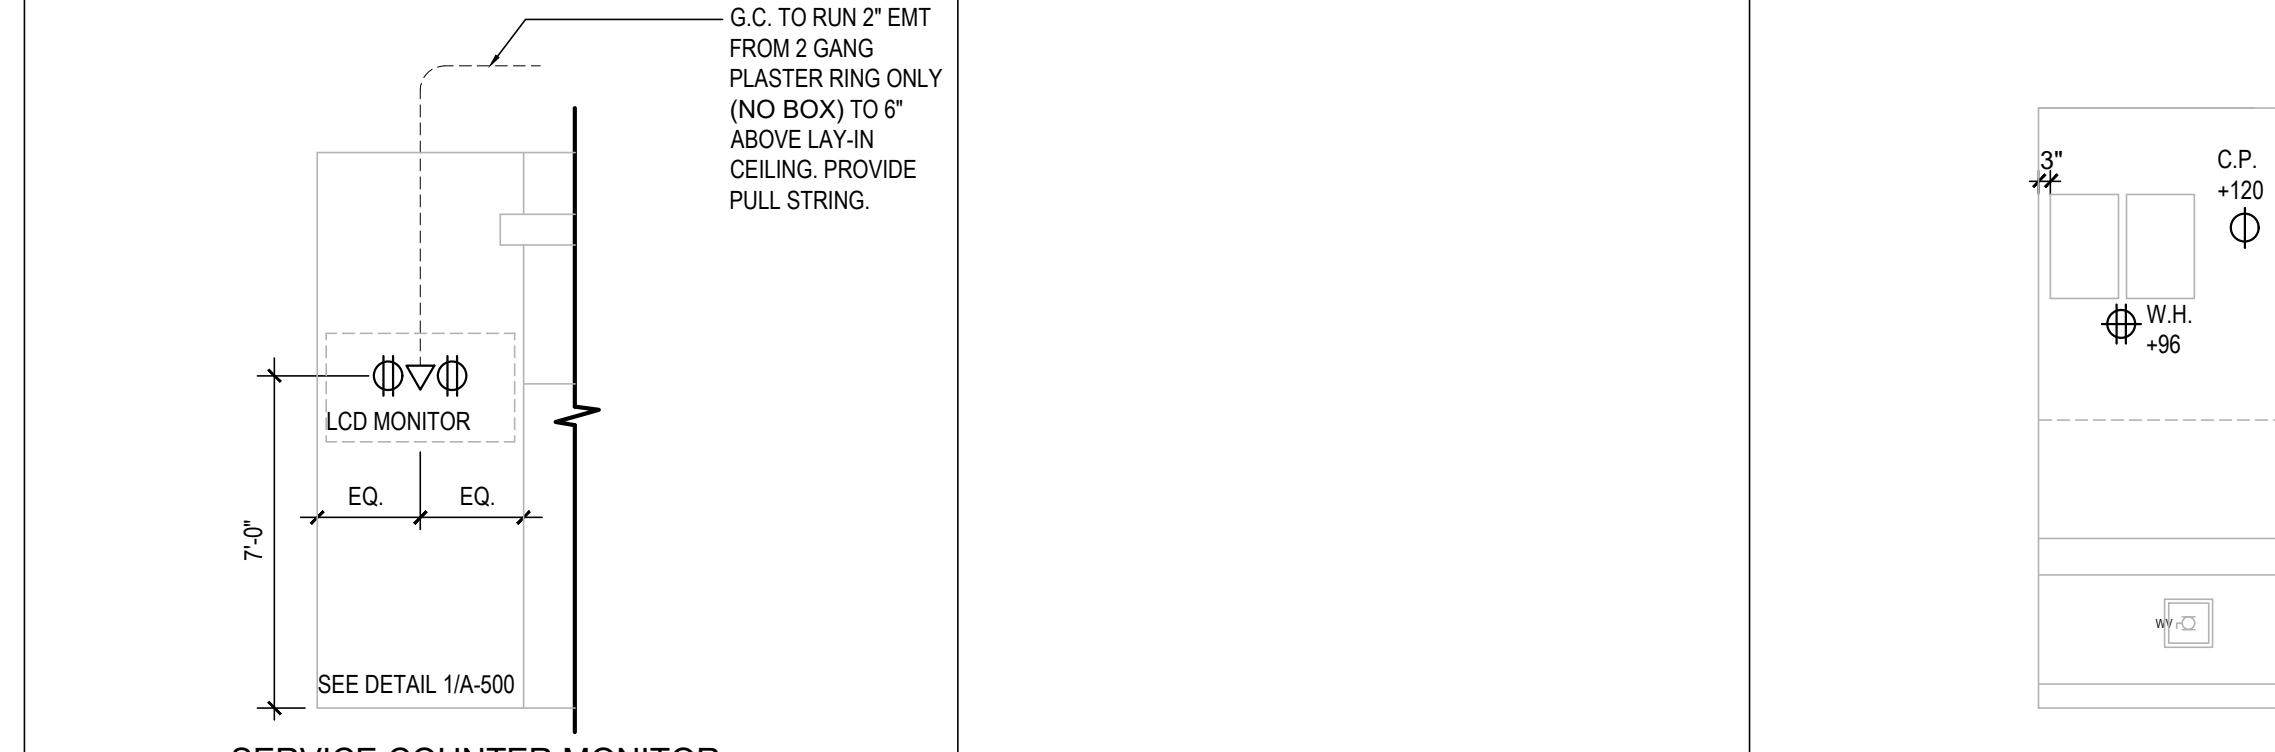 G.C. TO RUN 2" EMT
FROM 2 GANG
PLASTER RING ONLY
(NO BOX) TO 6"
ABOVE LAY-IN
CEILING. PROVIDE
PULL STRING.
LCD MONITOR
EQ. EQ.
7'-0"
SEE DETAIL 1/A-500
SERVICE COUNTER MONITOR
3"
C.P.
+120
W.H.
+96
WV